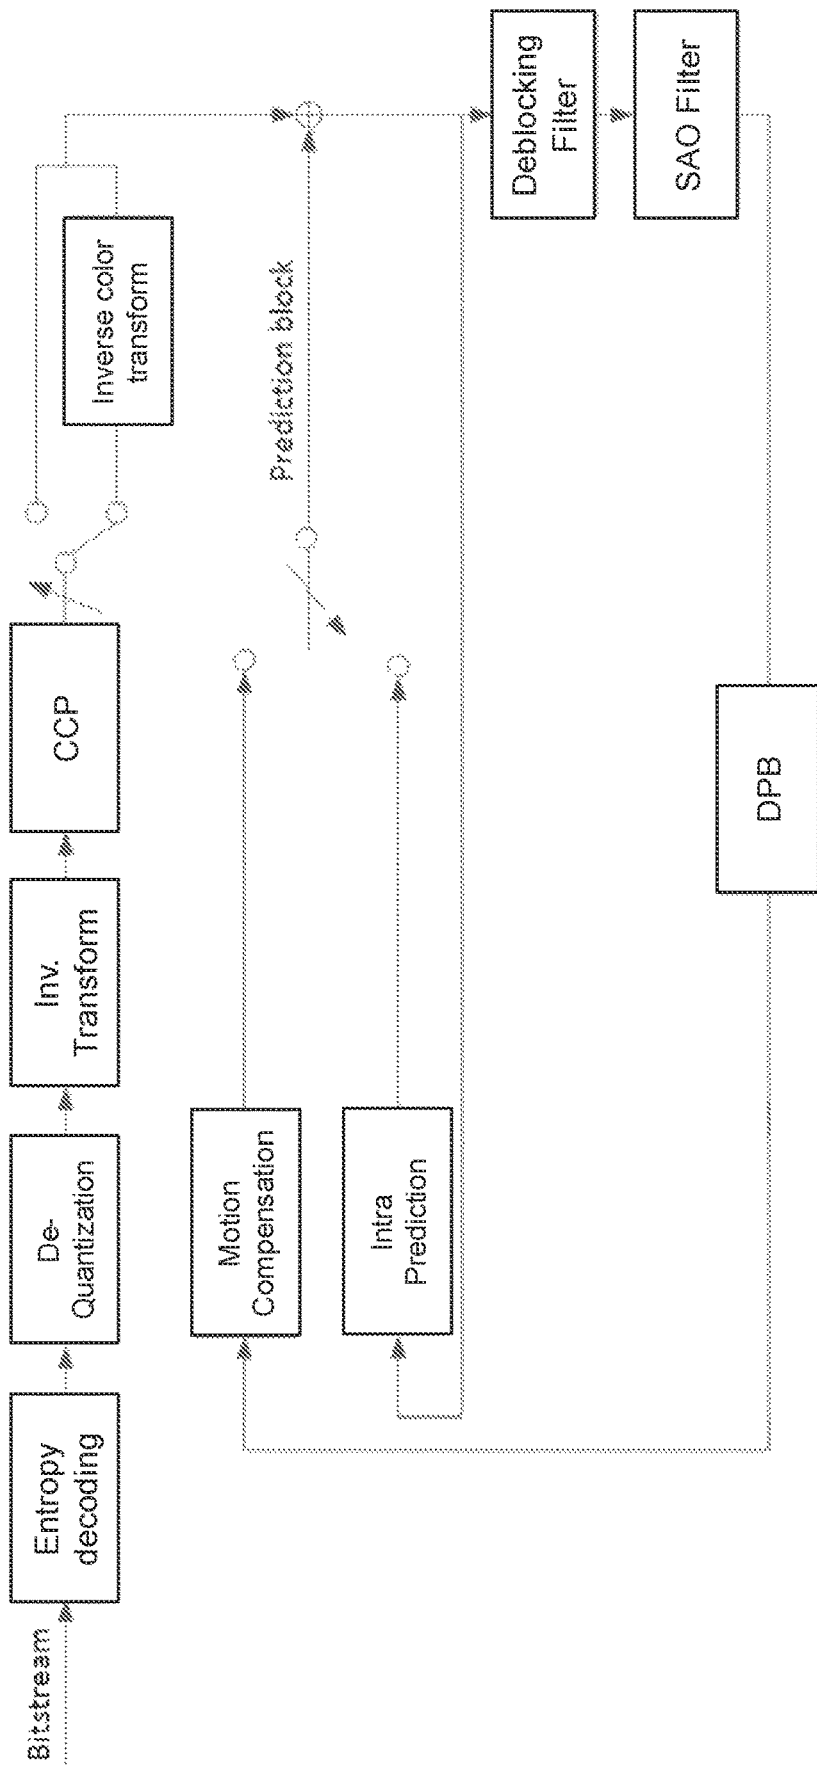 Bitstream
Entropy
decoding
De-
Quantization
Inv.
Transform
CCP
Inverse color
transform
Motion
Compensation
Intra
Prediction
Prediction block
Deblocking
Filter
SAO Filter
DPB